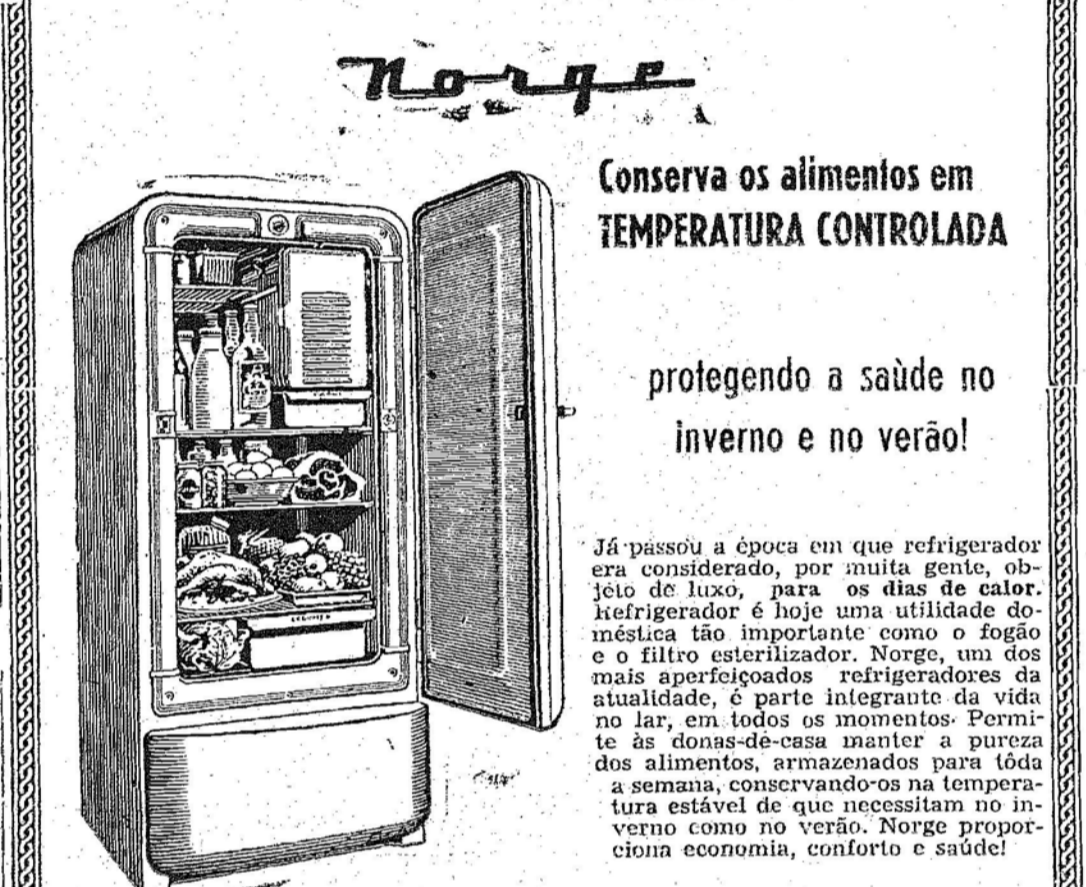 Norge
Conserva os alimentos em
TEMPERATURA CONTROLADA
protegendo a saùde no
inverno e no verão!
Já passou a época em que refrigerador
era considerado, por muita gente, ob-
jéto de luxo, para os dias de calor.
Refrigerador é hoje uma utilidade do-
méstica tão importante como o fogão
e o filtro esterilizador. Norge, um dos
mais aperfeiçoados refrigeradores da
atualidade, é parte integrante da vida
no lar, em todos os momentos. Permi-
te às donas-de-casa manter a pureza
dos alimentos, armazenados para tôda
a semana, conservando-os na tempera-
tura estável de que necessitam no in-
verno como no verão. Norge propor-
ciona economia, conforto e saúde!